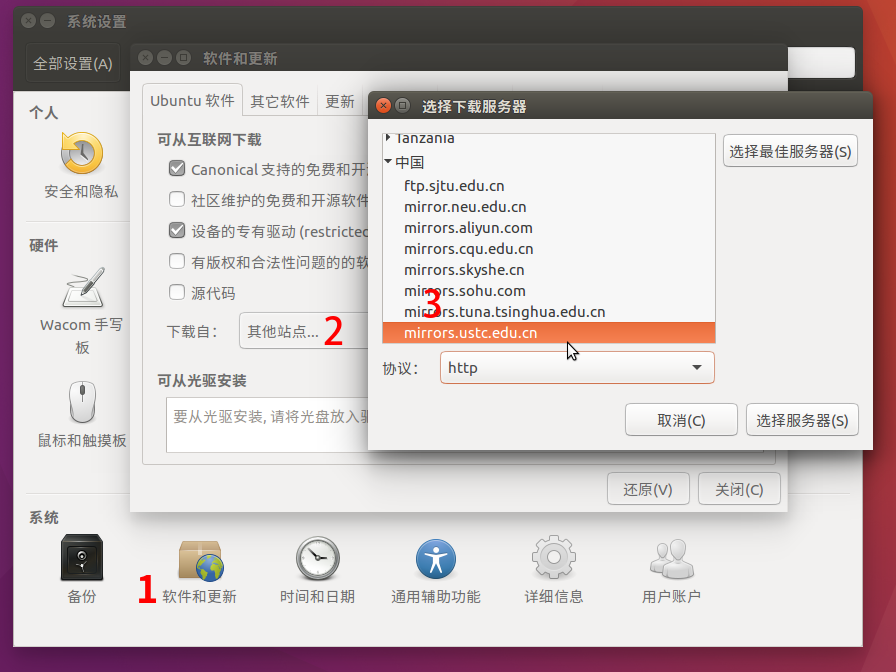 系统设置
全部设置(A)
个人
安全和隐私
硬件
Wacom 手写
板
鼠标和触摸板
系统
备份
1
软件和更新
时间和日期
通用辅助功能
详细信息
用户账户
软件和更新
Ubuntu 软件
其它软件
更新
可从互联网下载
Canonical 支持的免费和开
社区维护的免费和开源软件
设备的专有驱动 (restricted
有版权和合法性问题的的软
源代码
下载自：
其他站点...
2
可从光驱安装
要从光驱安装, 请将光盘放入驱
还原(V)
关闭(C)
选择下载服务器
Tanzania
中国
ftp.sjtu.edu.cn
mirror.neu.edu.cn
mirrors.aliyun.com
mirrors.cqu.edu.cn
mirrors.skyshe.cn
mirrors.sohu.com
3
mirrors.tuna.tsinghua.edu.cn
mirrors.ustc.edu.cn
选择最佳服务器(S)
协议：
http
取消(C)
选择服务器(S)